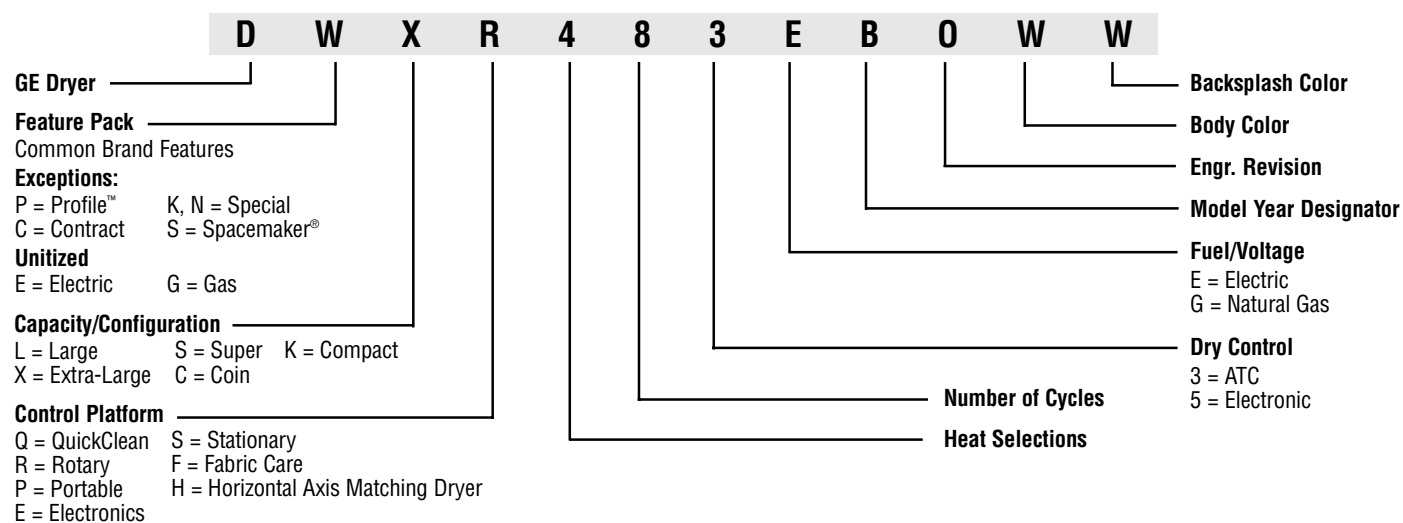 D W X R 4 8 3 E B O W W
GE Dryer
Feature Pack
Common Brand Features
Exceptions:
P = Profile™ K, N = Special
C = Contract S = Spacemaker®
Unitized
E = Electric G = Gas
Capacity/Configuration
L = Large S = Super K = Compact
X = Extra-Large C = Coin
Control Platform
Q = QuickClean S = Stationary
R = Rotary F = Fabric Care
P = Portable H = Horizontal Axis Matching Dryer
E = Electronics
Backsplash Color
Body Color
Engr. Revision
Model Year Designator
Fuel/Voltage
E = Electric
G = Natural Gas
Dry Control
3 = ATC
5 = Electronic
Number of Cycles
Heat Selections